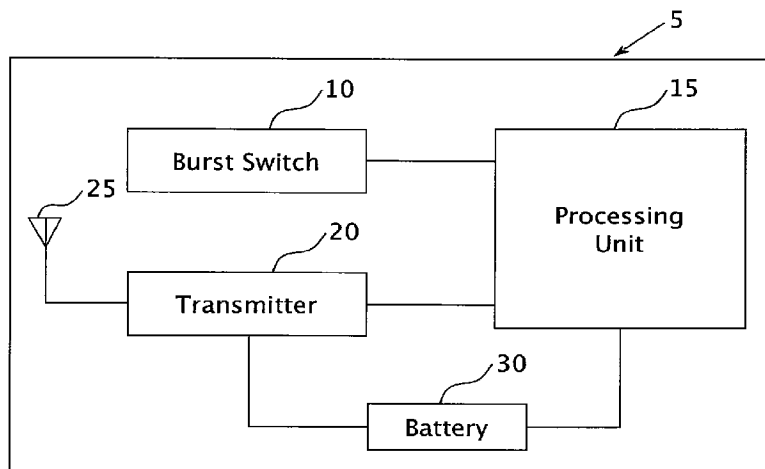 5
10
15
Burst Switch
25
Processing
Unit
20
Transmitter
30
Battery